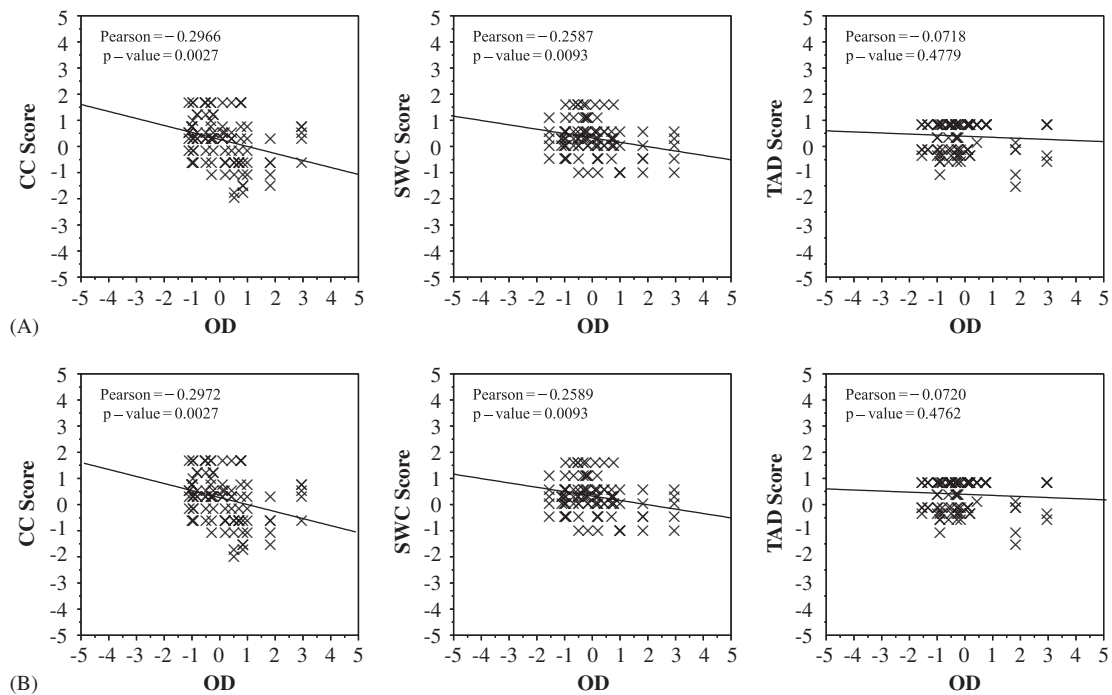 Pearson=−0.2966
p−value=0.0027
5
4
3
2
1
0
-1
-2
-3
-4
-5
CC Score
-5 -4 -3 -2 -1 0 1 2 3 4 5
OD
Pearson=−0.2587
p−value=0.0093
5
4
3
2
1
0
-1
-2
-3
-4
-5
SWC Score
-5 -4 -3 -2 -1 0 1 2 3 4 5
OD
Pearson=−0.0718
p−value=0.4779
5
4
3
2
1
0
-1
-2
-3
-4
-5
TAD Score
-5 -4 -3 -2 -1 0 1 2 3 4 5
OD
(A)
Pearson=−0.2972
p−value=0.0027
5
4
3
2
1
0
-1
-2
-3
-4
-5
CC Score
-5 -4 -3 -2 -1 0 1 2 3 4 5
OD
Pearson=−0.2589
p−value=0.0093
5
4
3
2
1
0
-1
-2
-3
-4
-5
SWC Score
-5 -4 -3 -2 -1 0 1 2 3 4 5
OD
Pearson=−0.0720
p−value=0.4762
5
4
3
2
1
0
-1
-2
-3
-4
-5
TAD Score
-5 -4 -3 -2 -1 0 1 2 3 4 5
OD
(B)